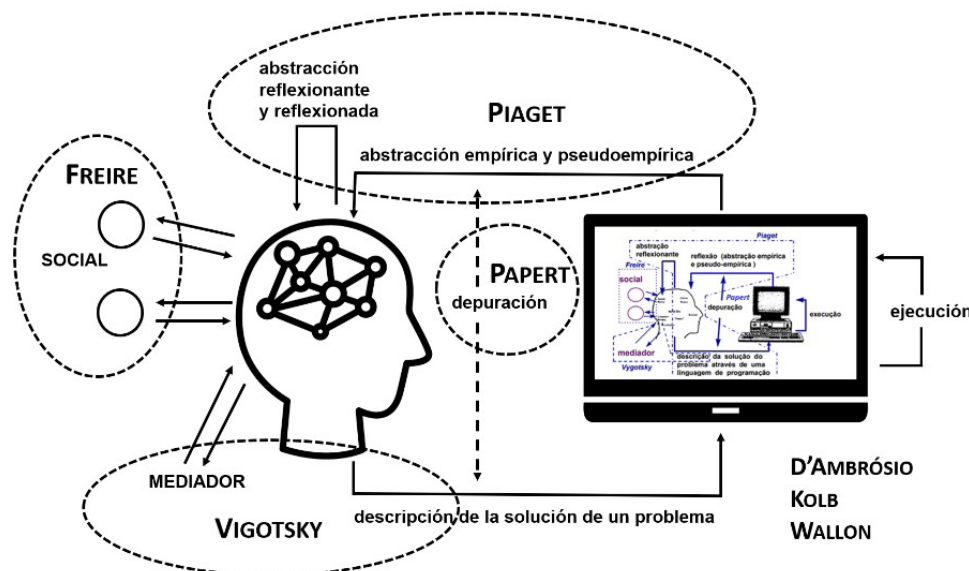 abstracción
reflexionante
y reflexionada
PIAGET
abstracción empírica y pseudoempírica
FREIRE
SOCIAL
PAPERT
depuración
Piaget
abstração
reflexionante
reflexão (abstração empírica
e pseudo-empírica )
Freire
social
Papert
depuração
execução
mediador
Vygotsky
descrição da solução do
problema através de uma
linguagem de programação
ejecución
MEDIADOR
VIGOTSKY
descripción de la solución de un problema
D'AMBRÓSIO
KOLB
WALLON